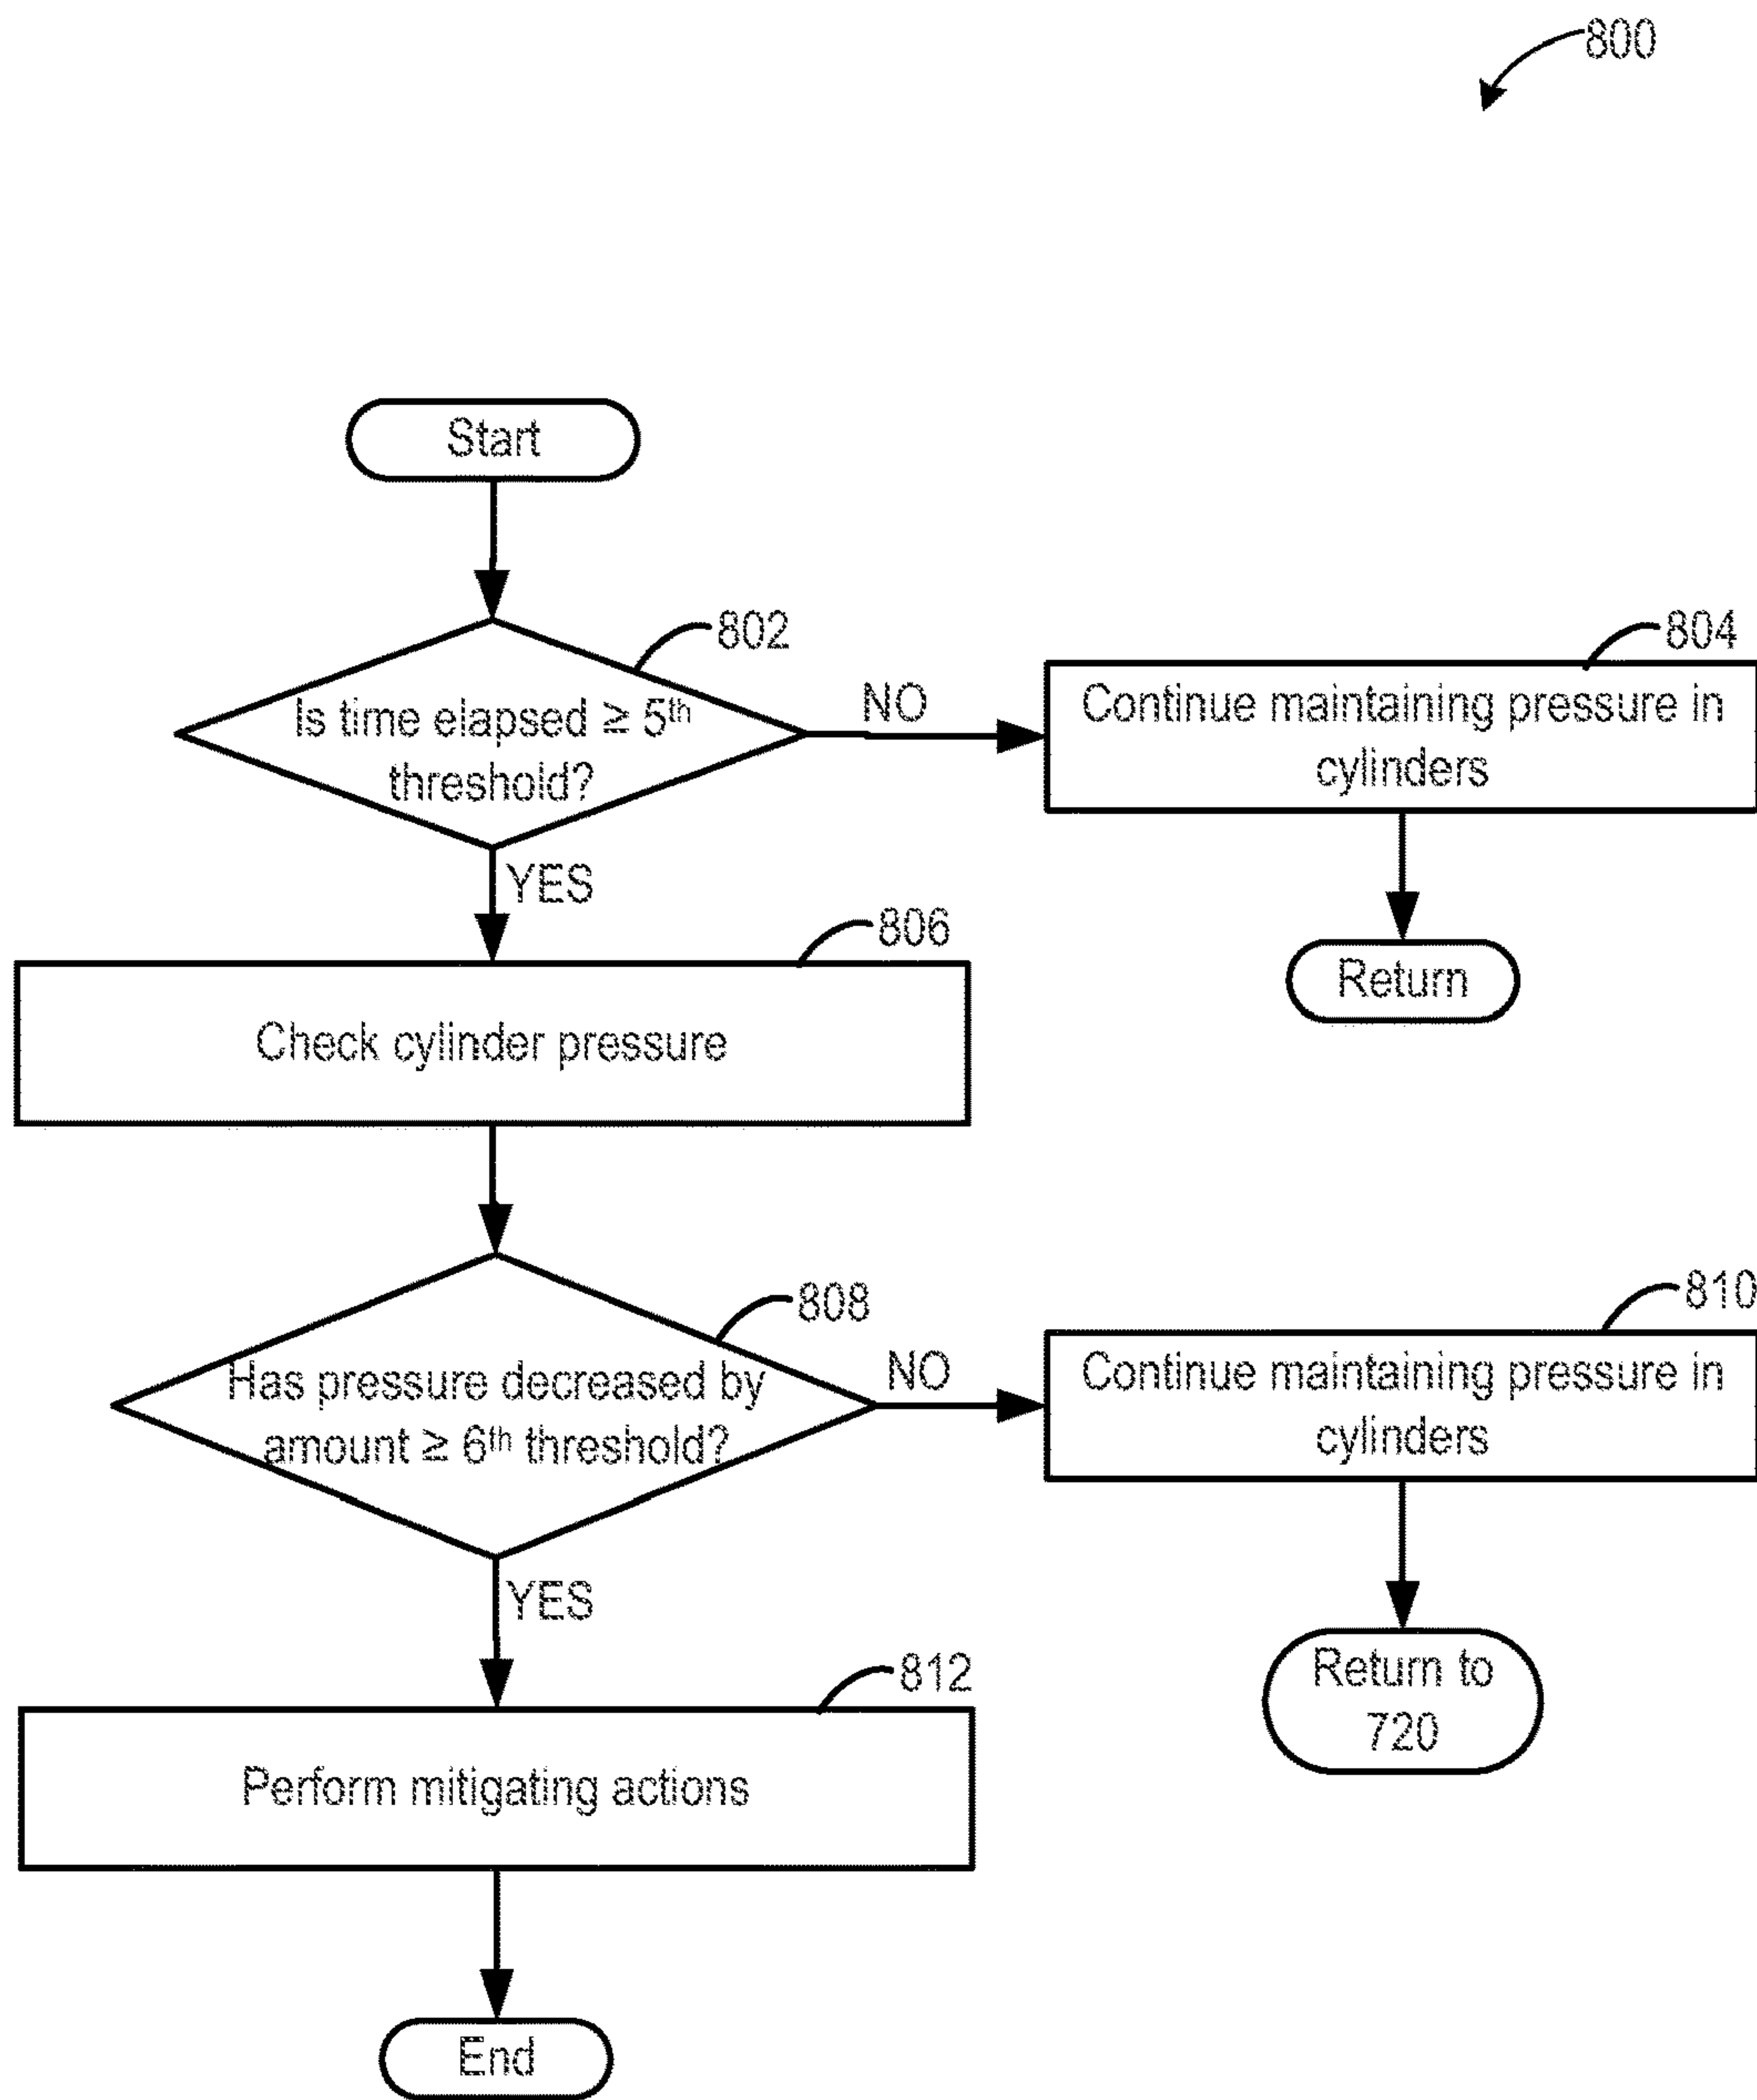 800
Start
802
Is time elapsed ≥ 5th
threshold?
NO
804
Continue maintaining pressure in
cylinders
YES
Return
806
Check cylinder pressure
808
Has pressure decreased by
amount ≥ 6th threshold?
NO
810
Continue maintaining pressure in
cylinders
YES
Return to
720
812
Perform mitigating actions
End